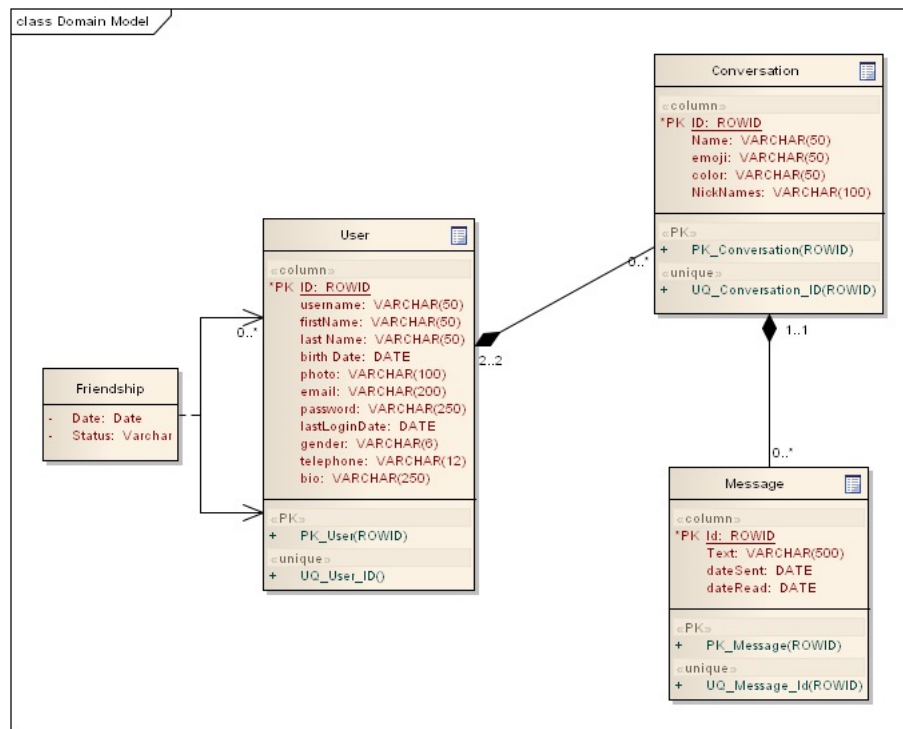 class Domain Model
Conversation
«column»
*PK ID: ROWID
Name: VARCHAR(50)
emoji: VARCHAR(50)
color: VARCHAR(50)
NickNames: VARCHAR(100)
«PK»
+ PK_Conversation(ROWID)
«unique»
+ UQ_Conversation_ID(ROWID)
0..*
1..1
User
«column»
*PK ID: ROWID
username: VARCHAR(50)
firstName: VARCHAR(50)
last Name: VARCHAR(50)
birth Date: DATE
photo: VARCHAR(100)
email: VARCHAR(200)
password: VARCHAR(250)
lastLoginDate: DATE
gender: VARCHAR(6)
telephone: VARCHAR(12)
bio: VARCHAR(250)
«PK»
+ PK_User(ROWID)
«unique»
+ UQ_User_ID()
0..*
2..2
Friendship
- Date: Date
- Status: Varchar
0..*
Message
«column»
*PK Id: ROWID
Text: VARCHAR(500)
dateSent: DATE
dateRead: DATE
«PK»
+ PK_Message(ROWID)
«unique»
+ UQ_Message_Id(ROWID)